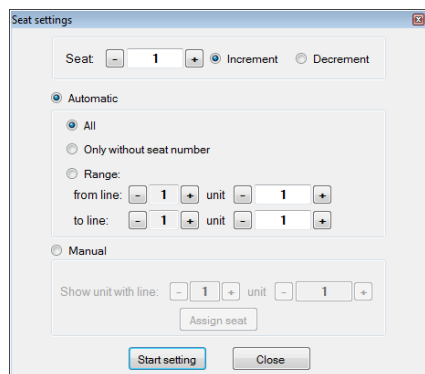 Seat settings
Seat: - 1 + Increment Decrement
Automatic
All
Only without seat number
Range:
from line: - 1 + unit - 1 +
to line: - 1 + unit - 1 +
Manual
Show unit with line: - 1 + unit - 1 +
Assign seat
Start setting Close